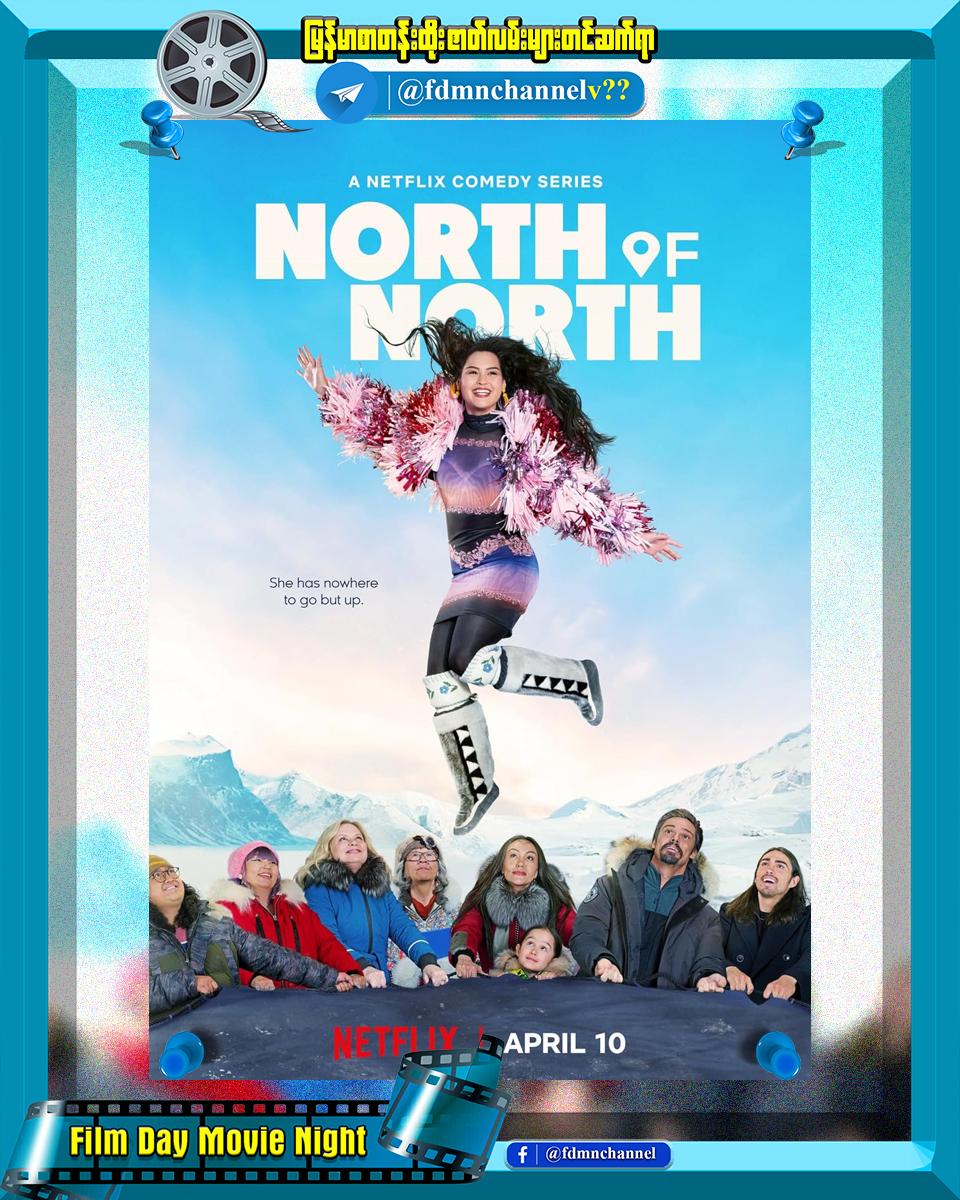 မြန်မာစာတန်းထိုးဇာတ်လမ်းများတင်ဆက်ရာ
@fdmnchannelv??
A NETFLIX COMEDY SERIES
NORTH OF
NORTH
She has nowhere
to go but up.
NETFLIX | APRIL 10
Film Day Movie Night
f | @fdmnchannel